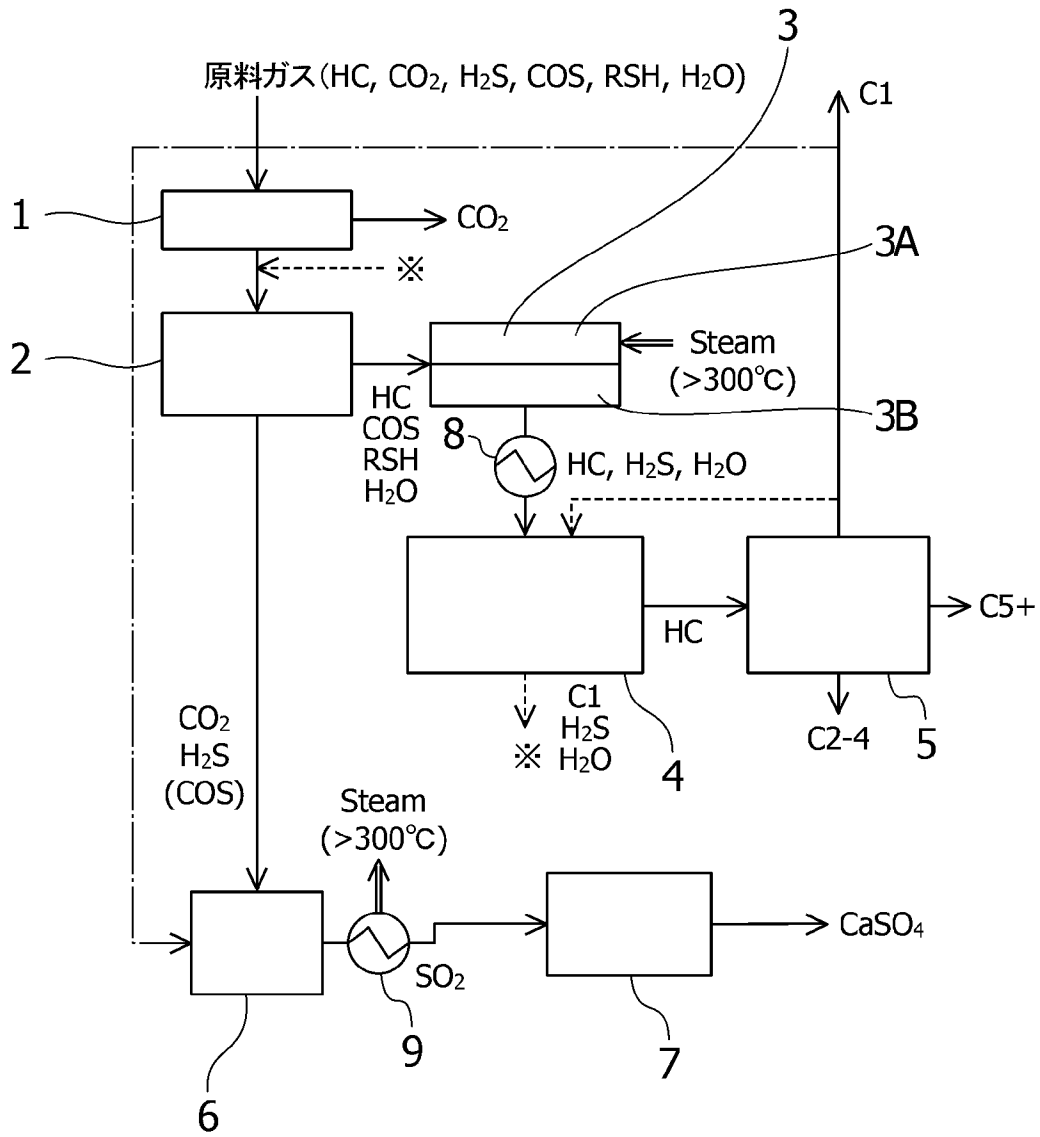 3
原料ガス(HC, CO₂, H₂S, COS, RSH, H₂O)
C1
1
CO₂
※
3A
2
Steam
(>300℃)
HC
COS
RSH
H₂O
3B
8
HC, H₂S, H₂O
HC
C5+
C1
H₂S
H₂O
※
4
C2-4
5
CO₂
H₂S
(COS)
Steam
(>300℃)
SO₂
CaSO₄
6
9
7